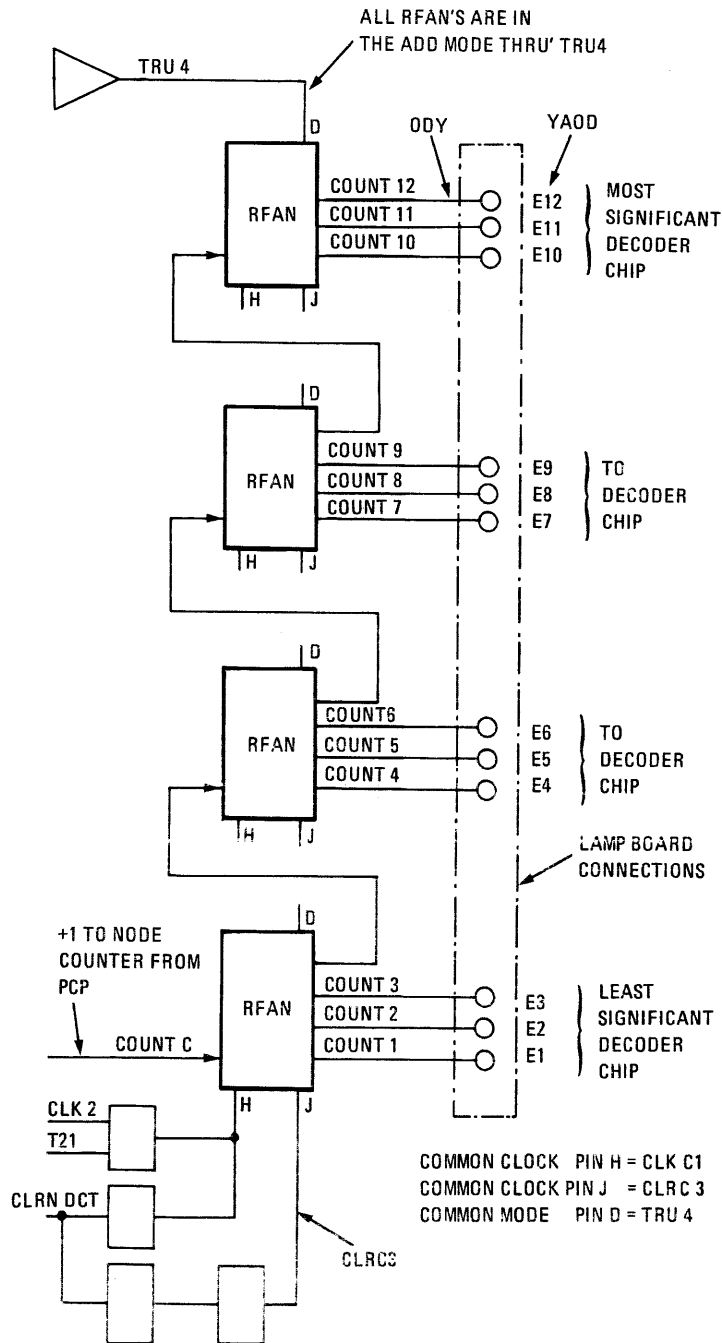 ALL RFAN'S ARE IN
THE ADD MODE THRU' TRU4
TRU 4
D
ODY
YAOD
RFAN
COUNT 12
COUNT 11
COUNT 10
E12
E11
E10
MOST
SIGNIFICANT
DECODER
CHIP
H
J
D
RFAN
COUNT 9
COUNT 8
COUNT 7
E9
E8
E7
TO
DECODER
CHIP
H
J
D
RFAN
COUNT6
COUNT 5
COUNT 4
E6
E5
E4
TO
DECODER
CHIP
H
J
LAMP BOARD
CONNECTIONS
D
+1 TO NODE
COUNTER FROM
PCP
COUNT C
RFAN
COUNT 3
COUNT 2
COUNT 1
E3
E2
E1
LEAST
SIGNIFICANT
DECODER
CHIP
H
J
CLK 2
T21
CLRN DCT
CLRC3
COMMON CLOCK PIN H = CLK C1
COMMON CLOCK PIN J = CLRC 3
COMMON MODE PIN D = TRU 4